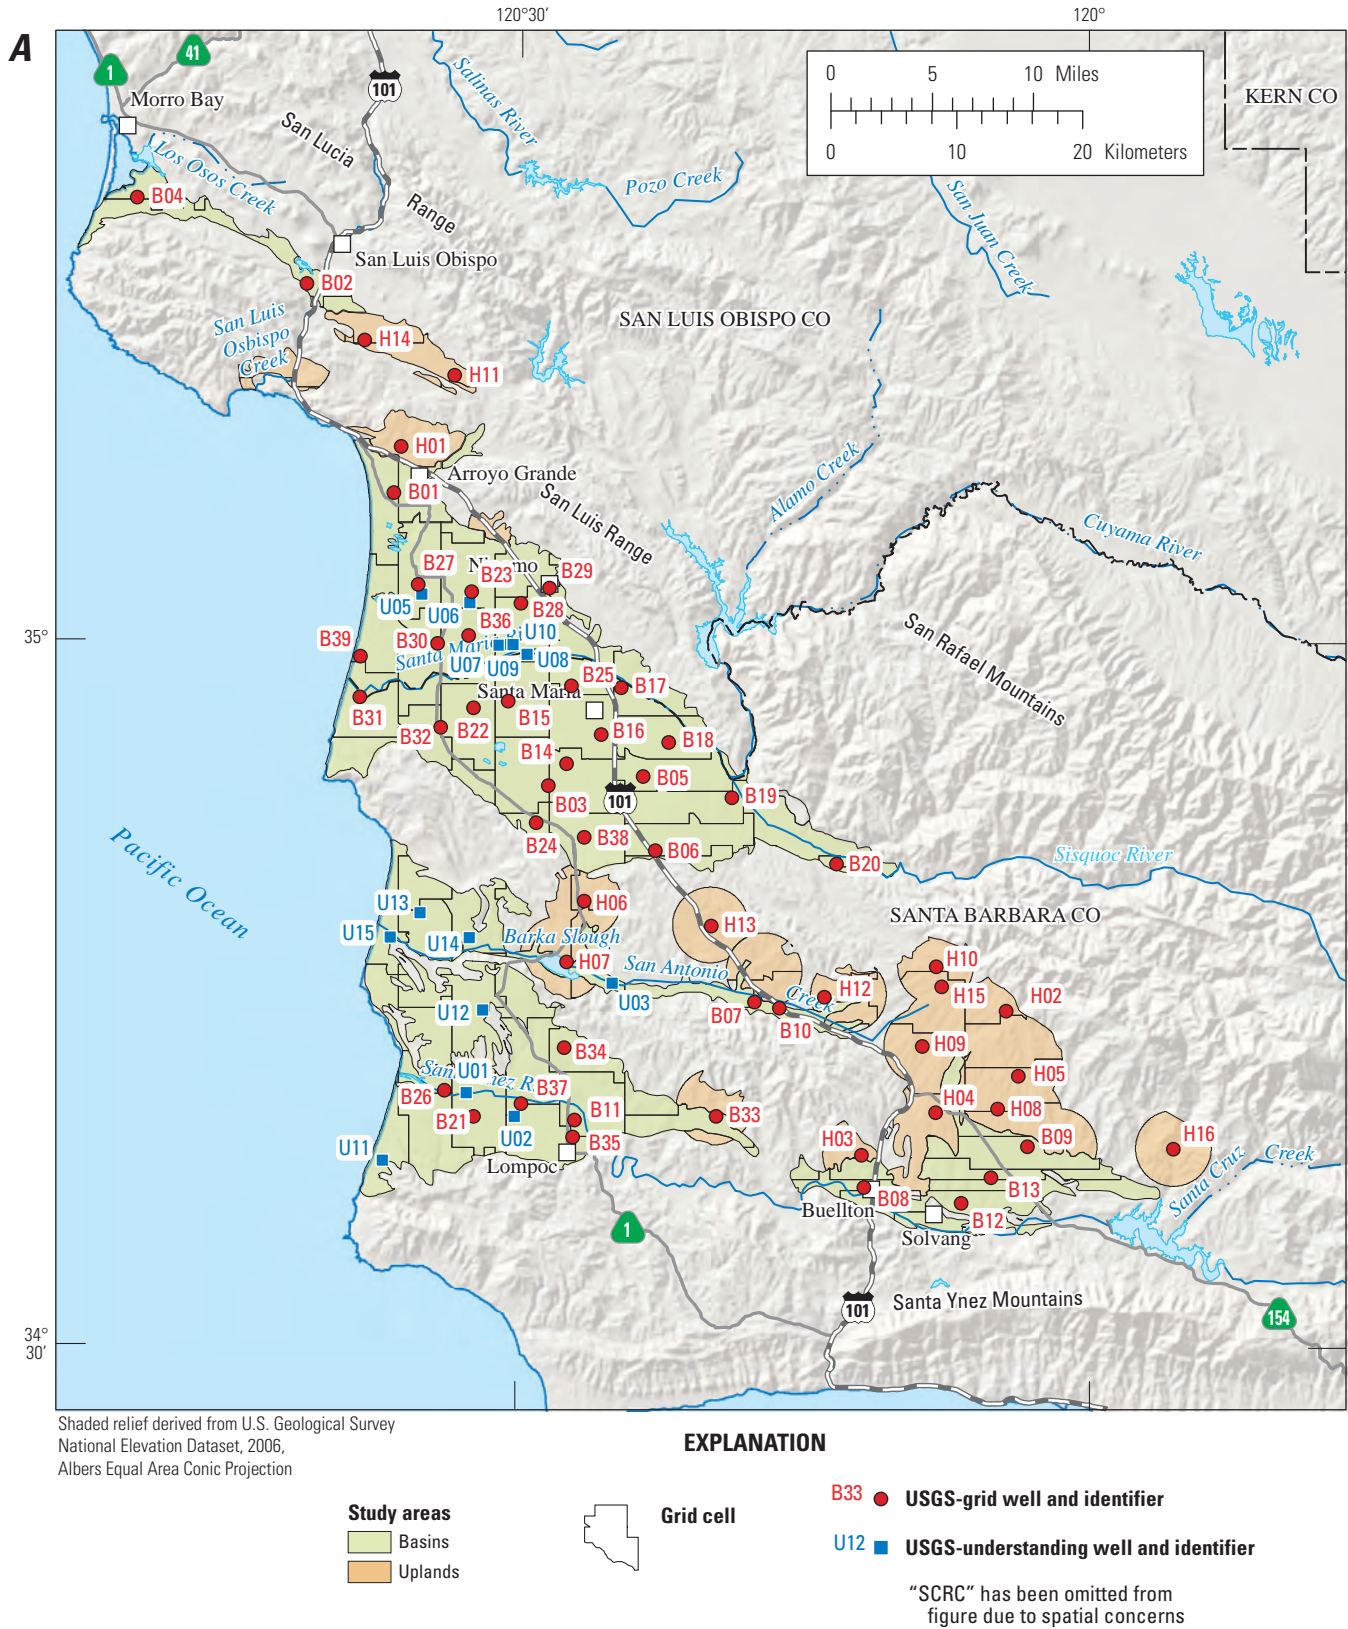 A
120°30′
120°
0 5 10 Miles
0 10 20 Kilometers
KERN CO
41
1
101
Morro Bay
San Lucia
Range
Salinas River
Pozo Creek
San Juan Creek
Los Osos Creek
B04
San Luis Obispo
B02
San Luis
Osbispo
Creek
SAN LUIS OBISPO CO
H14
H11
H01
Arroyo Grande
B01
San Luis Range
Alamo Creek
Cuyama River
B27
B23
B29
U05
U06
B28
B36
U10
35°
B39
B30
U07
U09
U08
San Rafael Mountains
B25
B17
Santa Maria
B31
B15
B32
B22
B16
B18
B14
B05
B03
101
B19
B24
B38
B06
B20
Sisquoc River
Pacific Ocean
U13
H06
SANTA BARBARA CO
U15
U14
Barka Slough
H13
H07
San Antonio
Creek
H10
H15
H02
H12
U03
B07
B10
U12
B34
H09
U01
H05
B26
B37
H04
H08
B21
U02
B11
B33
B35
B09
H03
H16
U11
Lompoc
B13
Santa Cruz Creek
B08
Buellton
B12
Solvang
1
101
Santa Ynez Mountains
154
34°
30′
Shaded relief derived from U.S. Geological Survey
National Elevation Dataset, 2006,
Albers Equal Area Conic Projection
EXPLANATION
Study areas
Basins
Uplands
Grid cell
B33 USGS-grid well and identifier
U12 USGS-understanding well and identifier
“SCRC” has been omitted from
figure due to spatial concerns